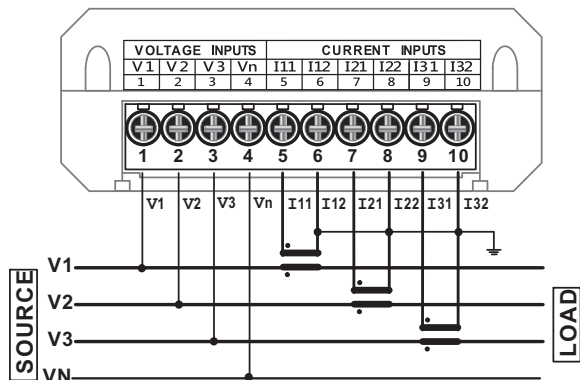 VOLTAGE INPUTS CURRENT INPUTS
V1 V2 V3 Vn I11 I12 I21 I22 I31 I32
1 2 3 4 5 6 7 8 9 10
1 2 3 4 5 6 7 8 9 10
V1 V2 V3 Vn I11 I12 I21 I22 I31 I32
SOURCE
V1
V2
V3
VN
LOAD